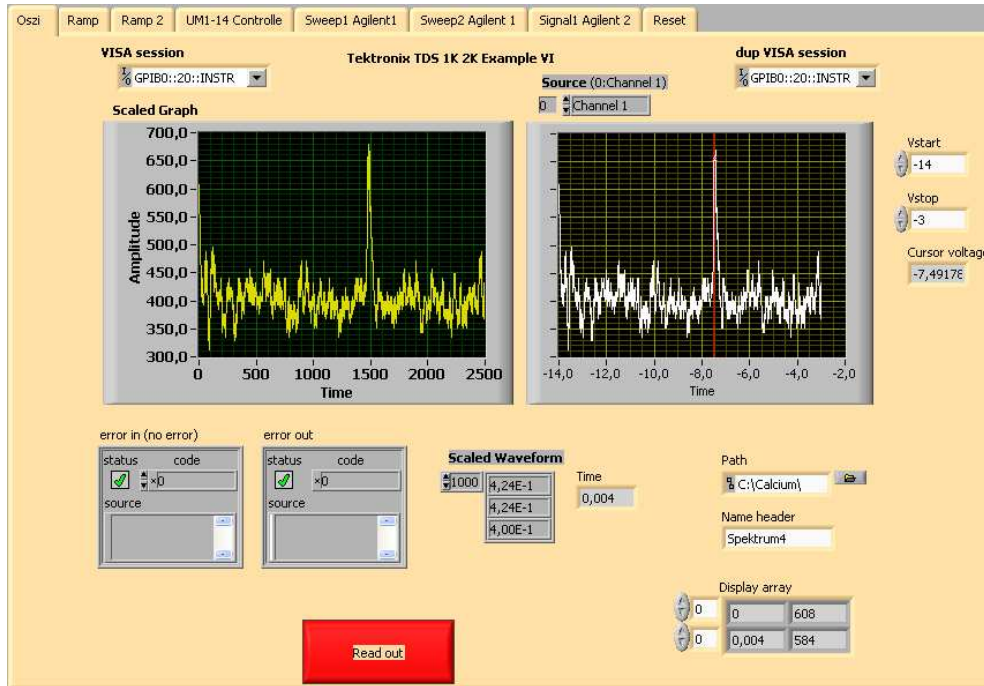 Oszi Ramp Ramp 2 UM1-14 Controlle Sweep1 Agilent1 Sweep2 Agilent 1 Signal1 Agilent 2 Reset
VISA session
Tektronix TDS 1K 2K Example VI
dup VISA session
I/O GPIB0::20::INSTR
Source (0:Channel 1)
I/O GPIB0::20::INSTR
0 Channel 1
Scaled Graph
Amplitude
700,0
650,0
600,0
550,0
500,0
450,0
400,0
350,0
300,0
0 500 1000 1500 2000 2500
Time
-14,0 -12,0 -10,0 -8,0 -6,0 -4,0 -2,0
Time
Vstart
-14
Vstop
-3
Cursor voltage
-7,49178
error in (no error)
status code
×0
source
error out
status code
×0
source
Scaled Waveform
1000
4,24E-1
4,24E-1
4,00E-1
Time
0,004
Path
C:\Calcium\
Name header
Spektrum4
Display array
0 0 608
0 0,004 584
Read out